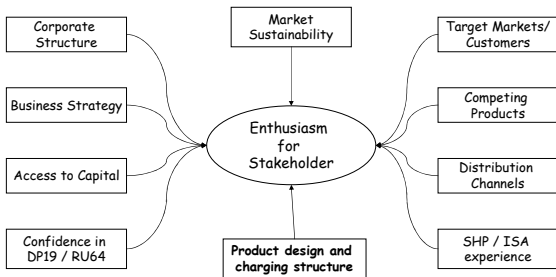 Corporate
Structure
Market
Sustainability
Target Markets/
Customers
Business Strategy
Competing
Products
Enthusiasm
for
Stakeholder
Access to Capital
Distribution
Channels
Confidence in
DP19 / RU64
Product design and
charging structure
SHP / ISA
experience